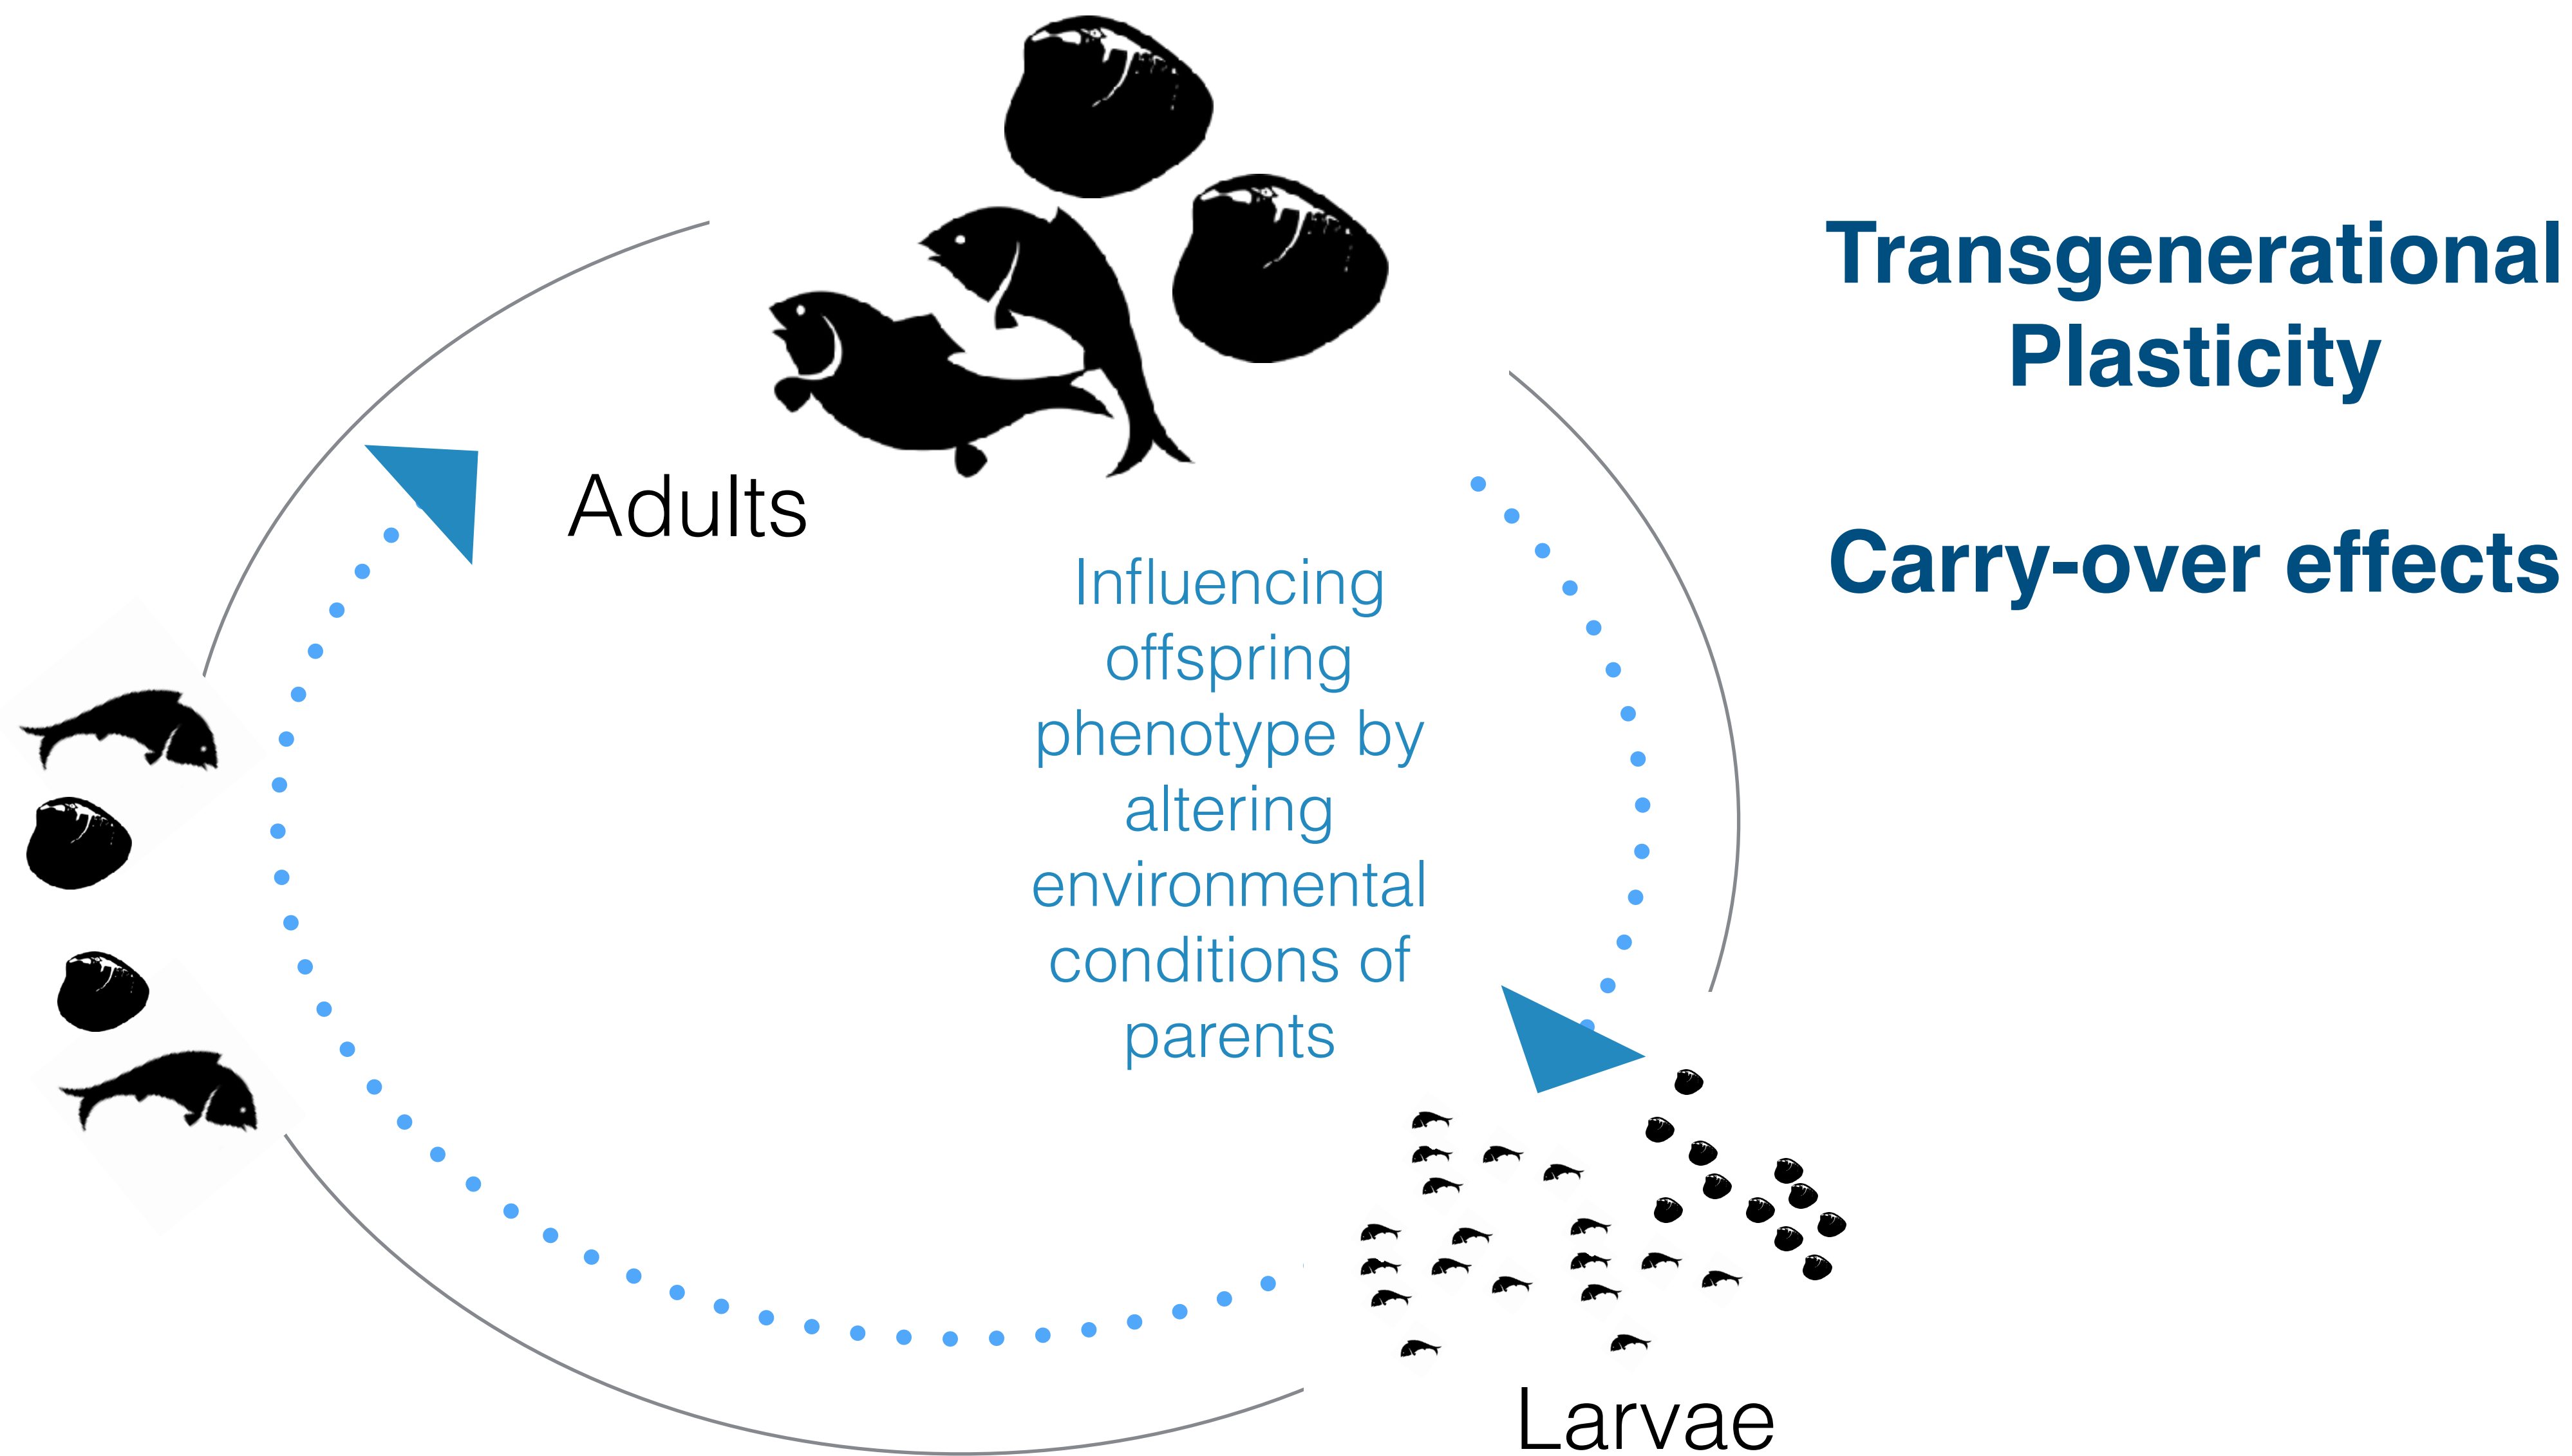 Transgenerational
Plasticity
Carry-over effects
Adults
Influencing
offspring
phenotype by
altering
environmental
conditions of
parents
Larvae